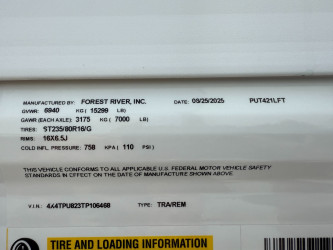 MANUFACTURED BY: FOREST RIVER, INC. DATE: 03/25/2025 PUT421LFT
GVWR: 6940 KG ( 15299 LB)
GAWR (EACH AXLE): 3175 KG ( 7000 LB)
TIRES: ST235/80R16/G
RIMS: 16X6.5J
COLD INFL. PRESSURE: 758 KPA ( 110 PSI)
THIS VEHICLE CONFORMS TO ALL APPLICABLE U.S. FEDERAL MOTOR VEHICLE SAFETY
STANDARDS IN EFFECT ON THE DATE OF MANUFACTURE SHOWN ABOVE.
V.I.N.: 4X4TPU823TP106468 TYPE: TRA/REM
TIRE AND LOADING INFORMATION